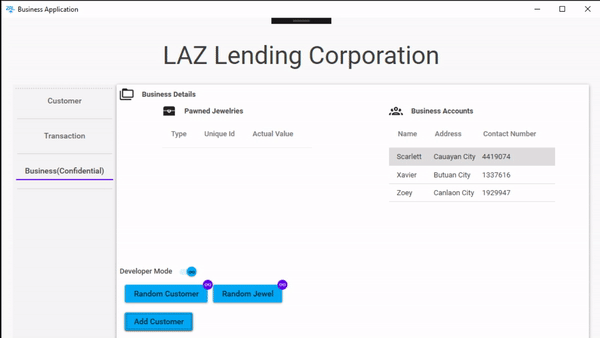 Business Application
LAZ Lending Corporation
Customer
Transaction
Business(Confidential)
Business Details
Pawned Jewelries
Type Unique Id Actual Value
Business Accounts
Name Address Contact Number
Scarlett Cauayan City 4419074
Xavier Butuan City 1337616
Zoey Canlaon City 1929947
Developer Mode
Random Customer Random Jewel
Add Customer